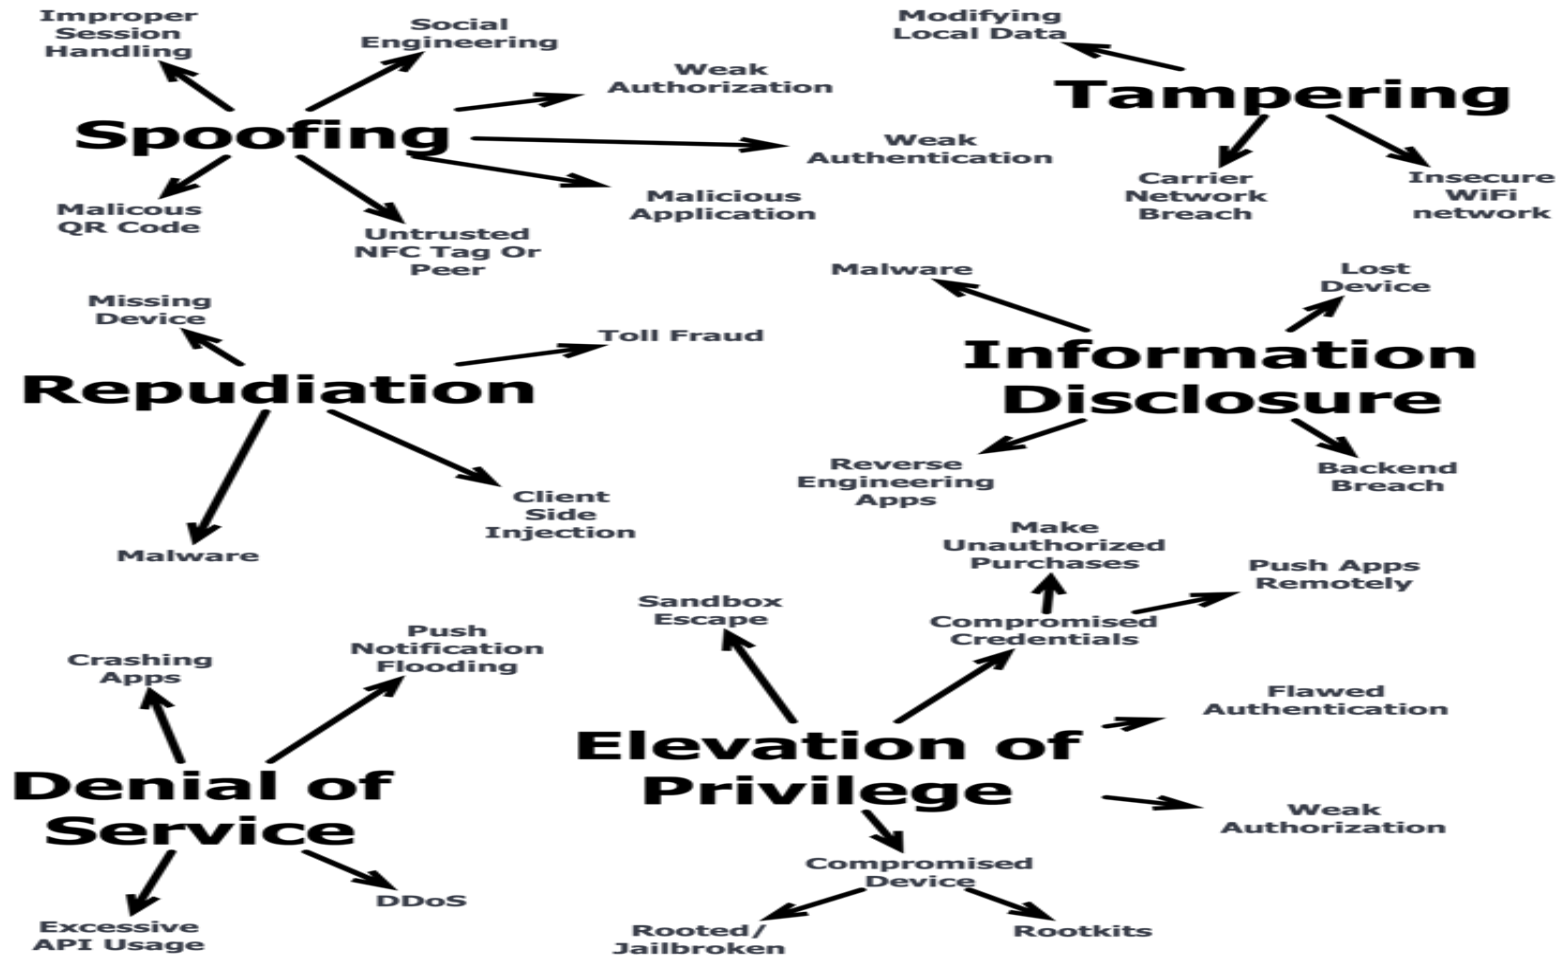 Improper
Session
Handling
Social
Engineering
Weak
Authorization
Spoofing
Weak
Authentication
Malicious
Application
Malicous
QR Code
Untrusted
NFC Tag Or
Peer
Modifying
Local Data
Tampering
Carrier
Network
Breach
Insecure
WiFi
network
Missing
Device
Toll Fraud
Repudiation
Client
Side
Injection
Malware
Malware
Lost
Device
Information
Disclosure
Reverse
Engineering
Apps
Backend
Breach
Crashing
Apps
Push
Notification
Flooding
Denial of
Service
Excessive
API Usage
DDoS
Sandbox
Escape
Make
Unauthorized
Purchases
Push Apps
Remotely
Compromised
Credentials
Flawed
Authentication
Elevation of
Privilege
Weak
Authorization
Compromised
Device
Rooted/
Jailbroken
Rootkits